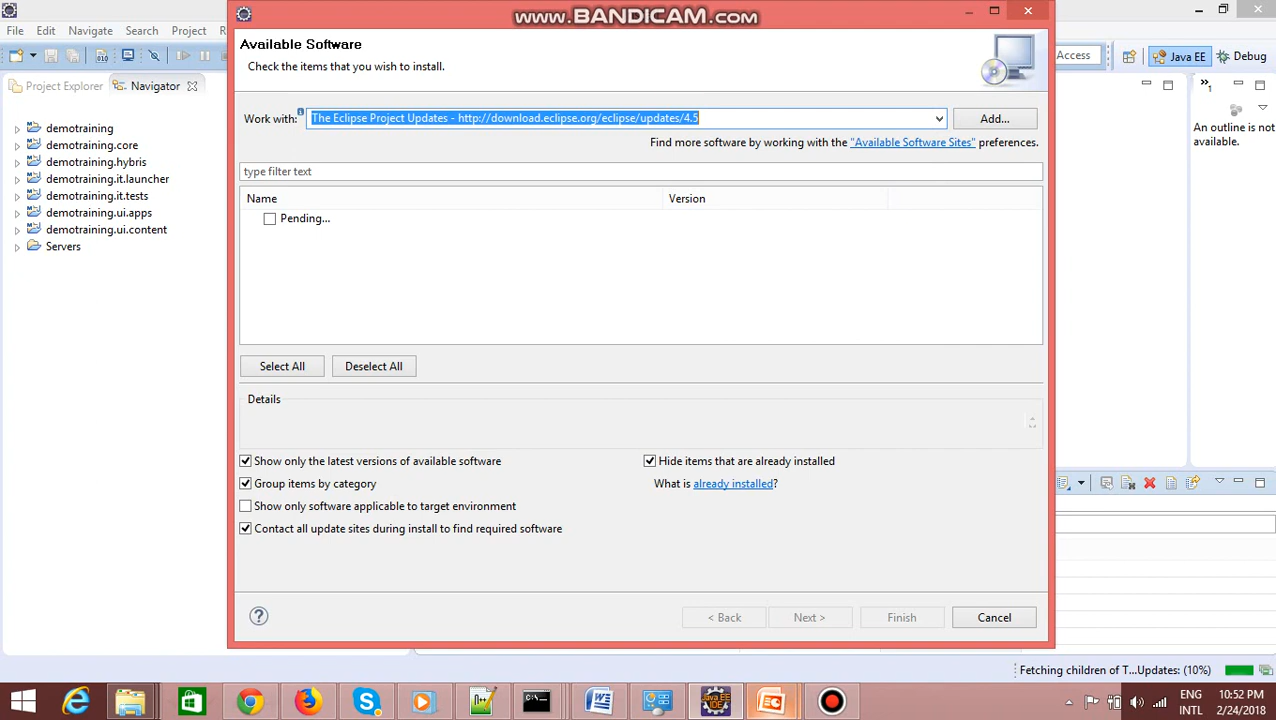 www.BANDICAM.com
File Edit Navigate Search Project
Access
Java EE
Debug
Project Explorer
Navigator
demotraining
demotraining.core
demotraining.hybris
demotraining.it.launcher
demotraining.it.tests
demotraining.ui.apps
demotraining.ui.content
Servers
Available Software
Check the items that you wish to install.
Work with:
The Eclipse Project Updates - http://download.eclipse.org/eclipse/updates/4.5
Add...
Find more software by working with the "Available Software Sites" preferences.
type filter text
Name
Version
Pending...
Select All
Deselect All
Details
Show only the latest versions of available software
Hide items that are already installed
Group items by category
What is already installed?
Show only software applicable to target environment
Contact all update sites during install to find required software
< Back
Next >
Finish
Cancel
An outline is not
available.
Fetching children of T...Updates: (10%)
ENG
INTL
10:52 PM
2/24/2018